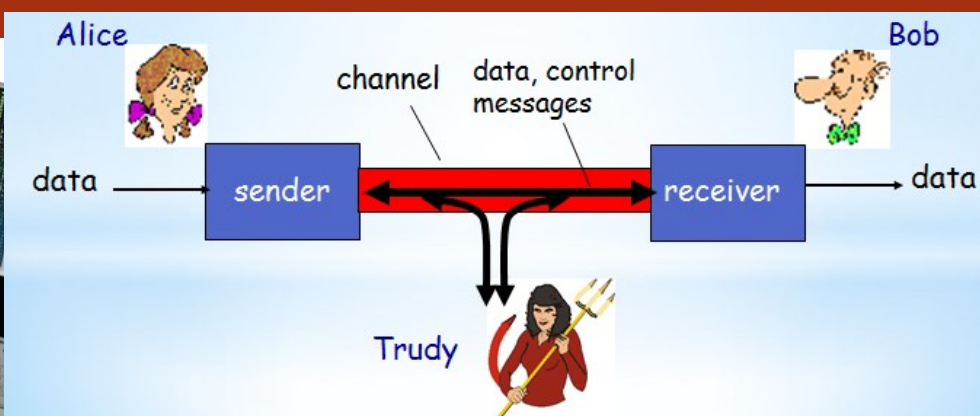 Alice
Bob
channel
data, control
messages
data
sender
receiver
data
Trudy